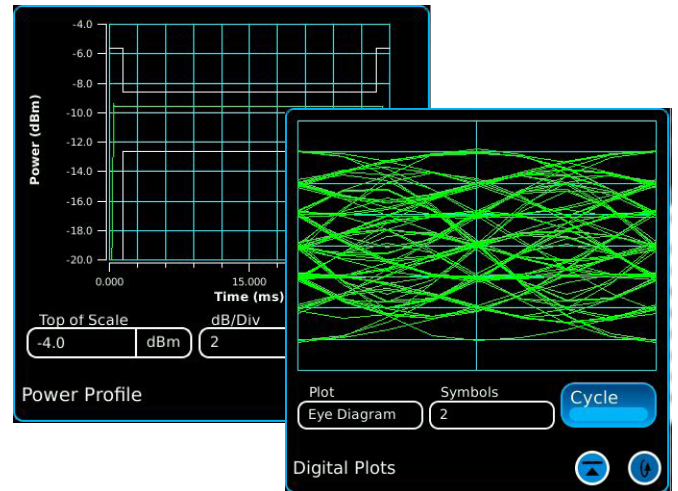 -4.0
-6.0
-8.0
-10.0
-12.0
-14.0
-16.0
-18.0
-20.0
Power (dBm)
0.000
15.000
Time (ms)
Top of Scale
dB/Div
-4.0
dBm
2
Power Profile
Plot
Symbols
Eye Diagram
2
Cycle
Digital Plots